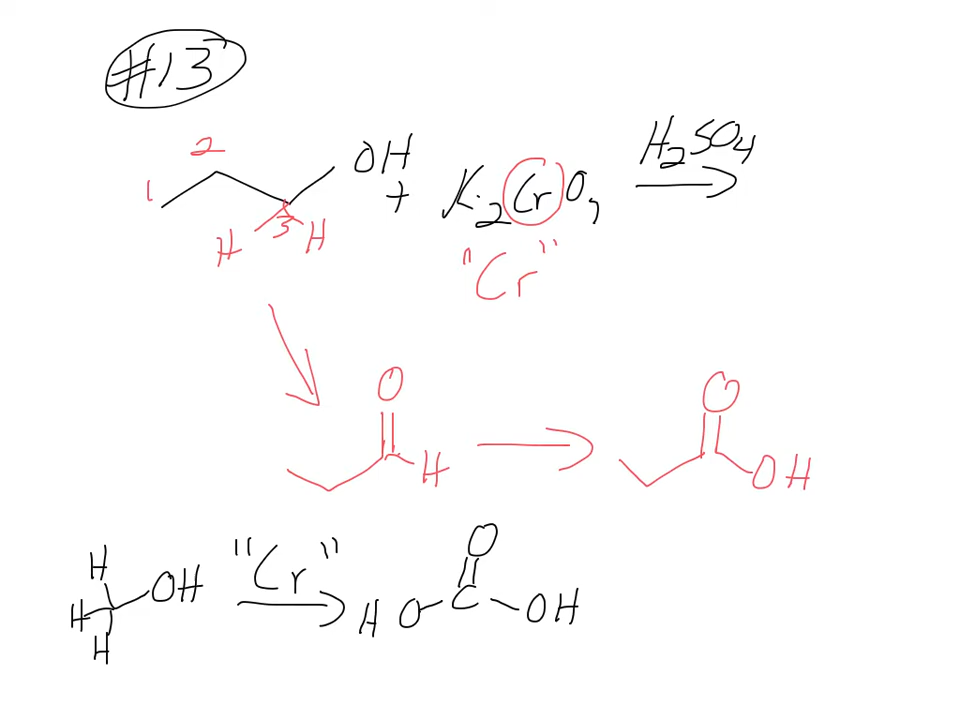 #13
H2SO4
2 OH
1 + K2CrO7
H 3 H "Cr"
O O
H OH
H OH "Cr" O
H HO C OH
H